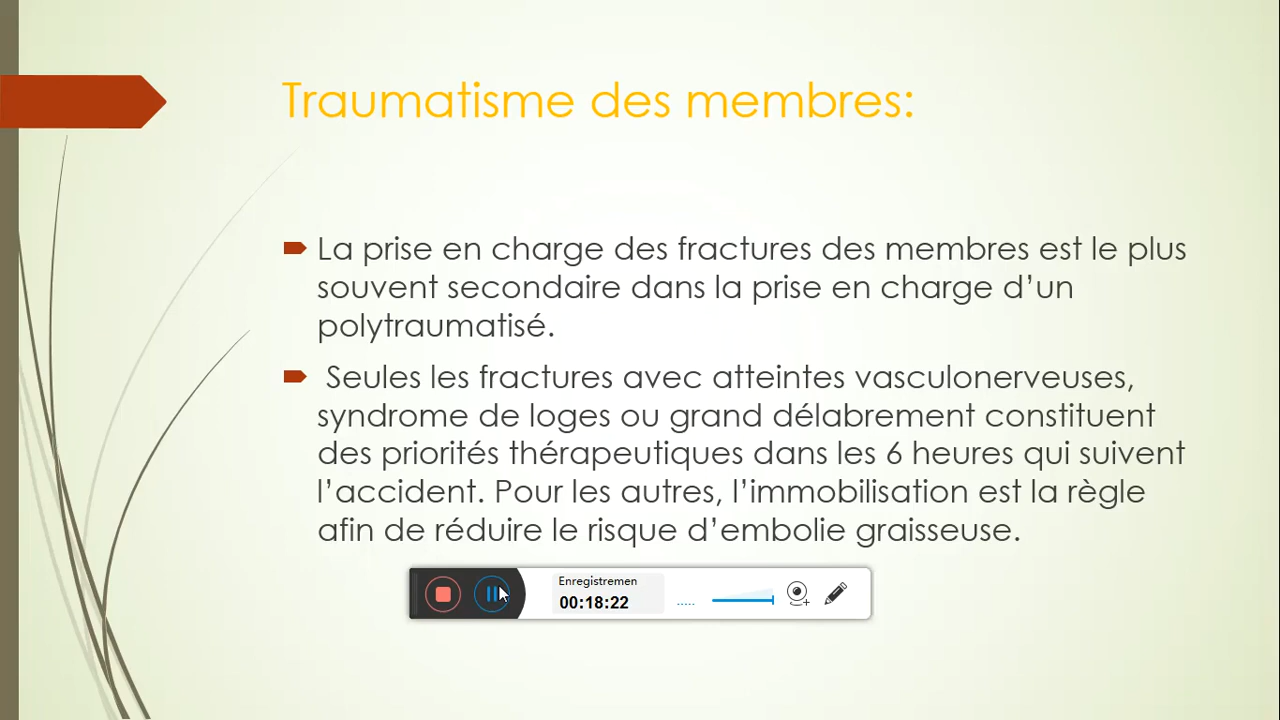 Traumatisme des membres:
La prise en charge des fractures des membres est le plus
souvent secondaire dans la prise en charge d’un
polytraumatisé.
Seules les fractures avec atteintes vasculonerveuses,
syndrome de loges ou grand délabrement constituent
des priorités thérapeutiques dans les 6 heures qui suivent
l’accident. Pour les autres, l’immobilisation est la règle
afin de réduire le risque d’embolie graisseuse.
Enregistremen
00:18:22